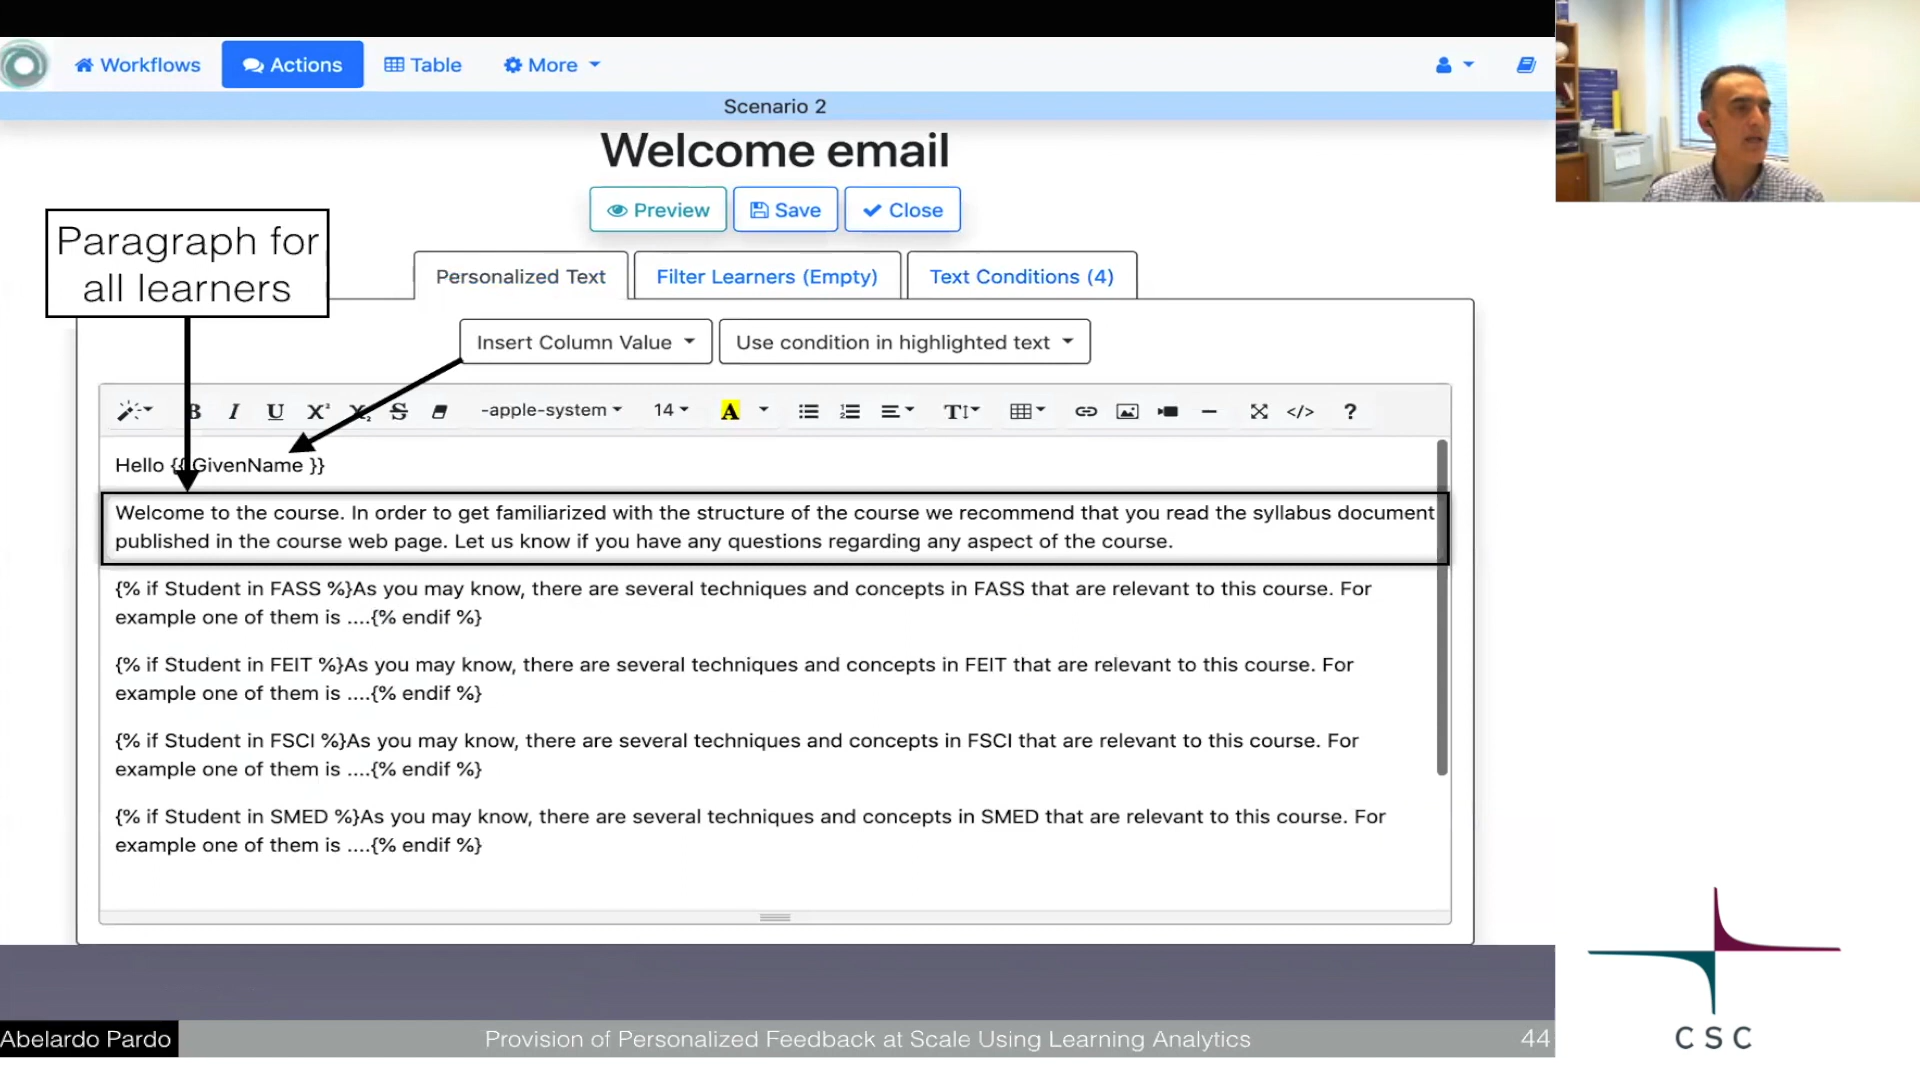 Workflows Actions Table More
Scenario 2
Welcome email
Preview Save Close
Paragraph for
all learners
Personalized Text Filter Learners (Empty) Text Conditions (4)
Insert Column Value Use condition in highlighted text
B I U X² X₂ S -apple-system 14 A TI </> ?
Hello {{ GivenName }}
Welcome to the course. In order to get familiarized with the structure of the course we recommend that you read the syllabus document
published in the course web page. Let us know if you have any questions regarding any aspect of the course.
{% if Student in FASS %}As you may know, there are several techniques and concepts in FASS that are relevant to this course. For
example one of them is ....{% endif %}
{% if Student in FEIT %}As you may know, there are several techniques and concepts in FEIT that are relevant to this course. For
example one of them is ....{% endif %}
{% if Student in FSCI %}As you may know, there are several techniques and concepts in FSCI that are relevant to this course. For
example one of them is ....{% endif %}
{% if Student in SMED %}As you may know, there are several techniques and concepts in SMED that are relevant to this course. For
example one of them is ....{% endif %}
Abelardo Pardo Provision of Personalized Feedback at Scale Using Learning Analytics 44
CSC